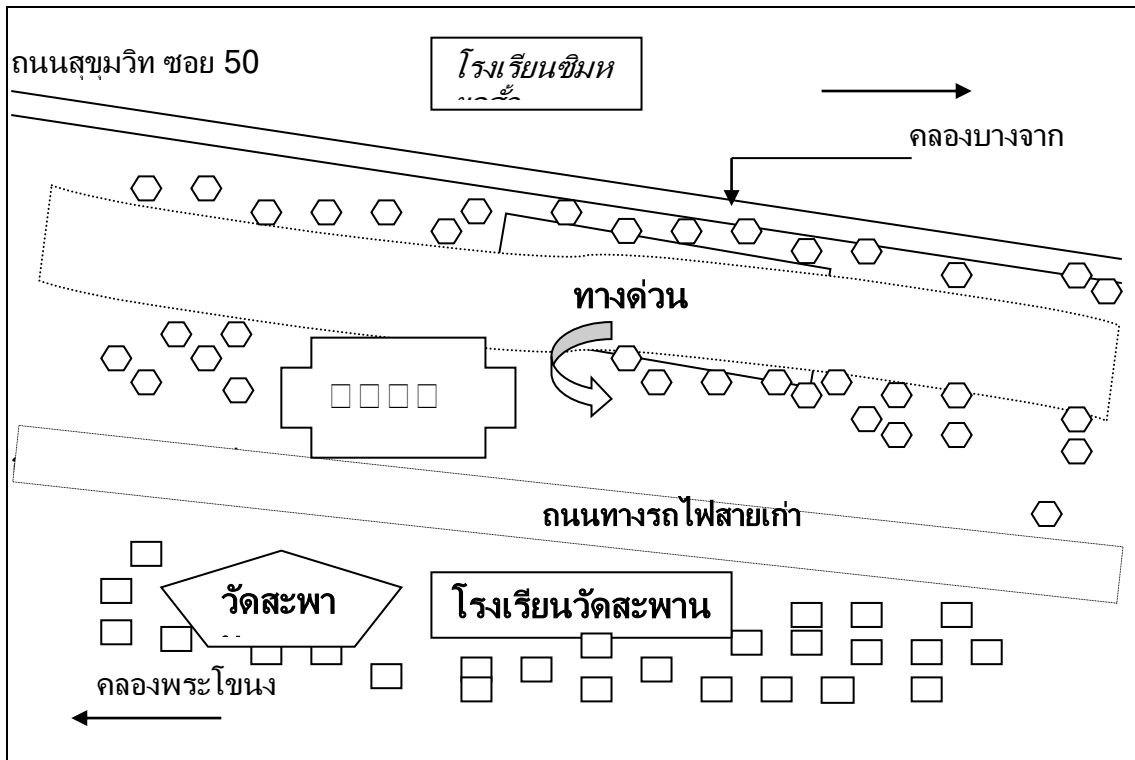 ถนนสุขุมวิท ซอย 50
โรงเรียนซิมห
คลองบางจาก
ทางด่วน
ถนนทางรถไฟสายเก่า
วัดสะพา
โรงเรียนวัดสะพาน
คลองพระโขนง